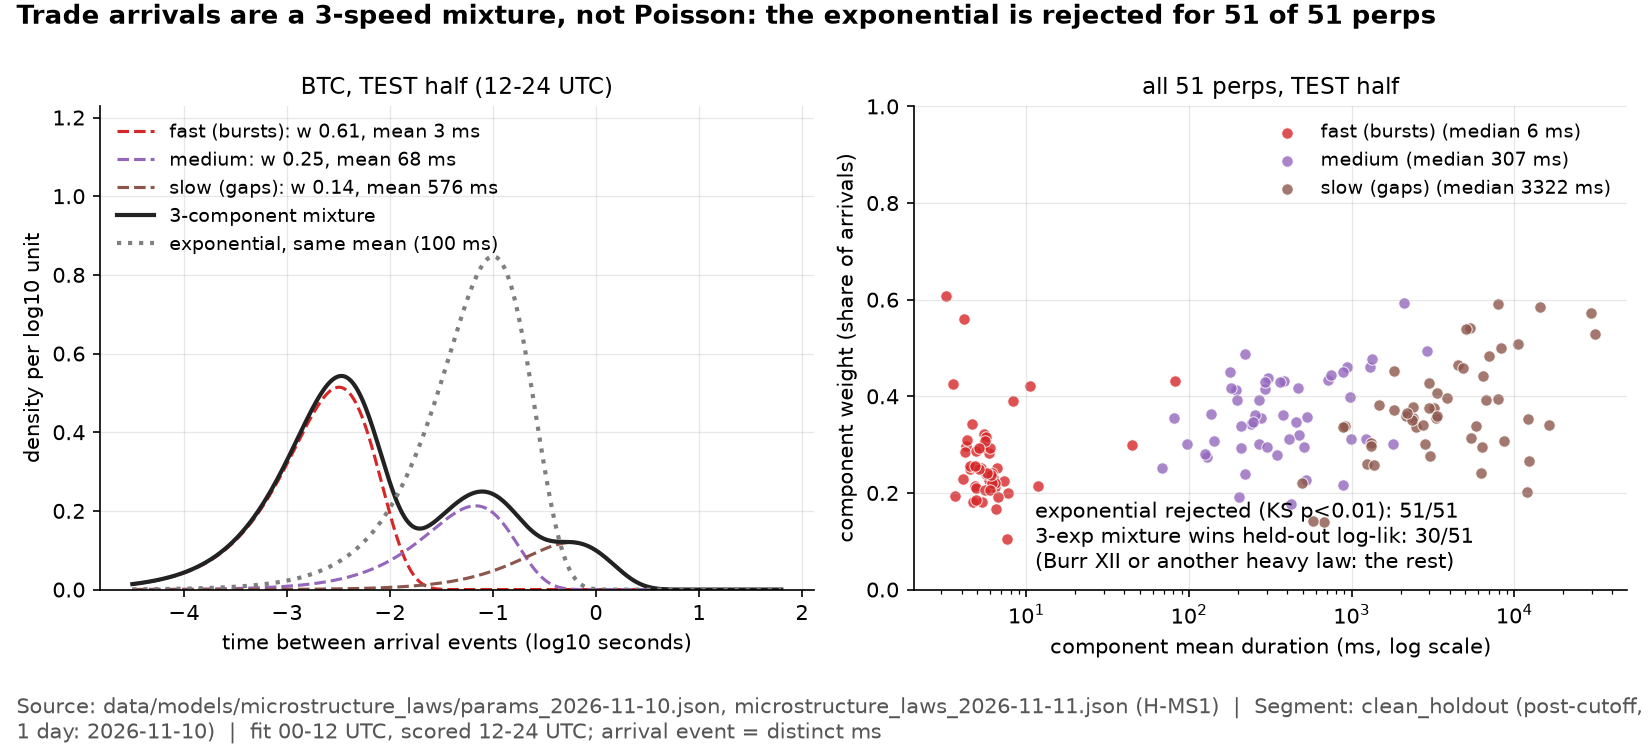 Trade arrivals are a 3-speed mixture, not Poisson: the exponential is rejected for 51 of 51 perps
BTC, TEST half (12-24 UTC)
density per log10 unit
1.2
1.0
0.8
0.6
0.4
0.2
0.0
fast (bursts): w 0.61, mean 3 ms
medium: w 0.25, mean 68 ms
slow (gaps): w 0.14, mean 576 ms
3-component mixture
exponential, same mean (100 ms)
−4 −3 −2 −1 0 1 2
time between arrival events (log10 seconds)
all 51 perps, TEST half
component weight (share of arrivals)
1.0
0.8
0.6
0.4
0.2
0.0
fast (bursts) (median 6 ms)
medium (median 307 ms)
slow (gaps) (median 3322 ms)
exponential rejected (KS p<0.01): 51/51
3-exp mixture wins held-out log-lik: 30/51
(Burr XII or another heavy law: the rest)
10¹ 10² 10³ 10⁴
component mean duration (ms, log scale)
Source: data/models/microstructure_laws/params_2026-11-10.json, microstructure_laws_2026-11-11.json (H-MS1) | Segment: clean_holdout (post-cutoff,
1 day: 2026-11-10) | fit 00-12 UTC, scored 12-24 UTC; arrival event = distinct ms